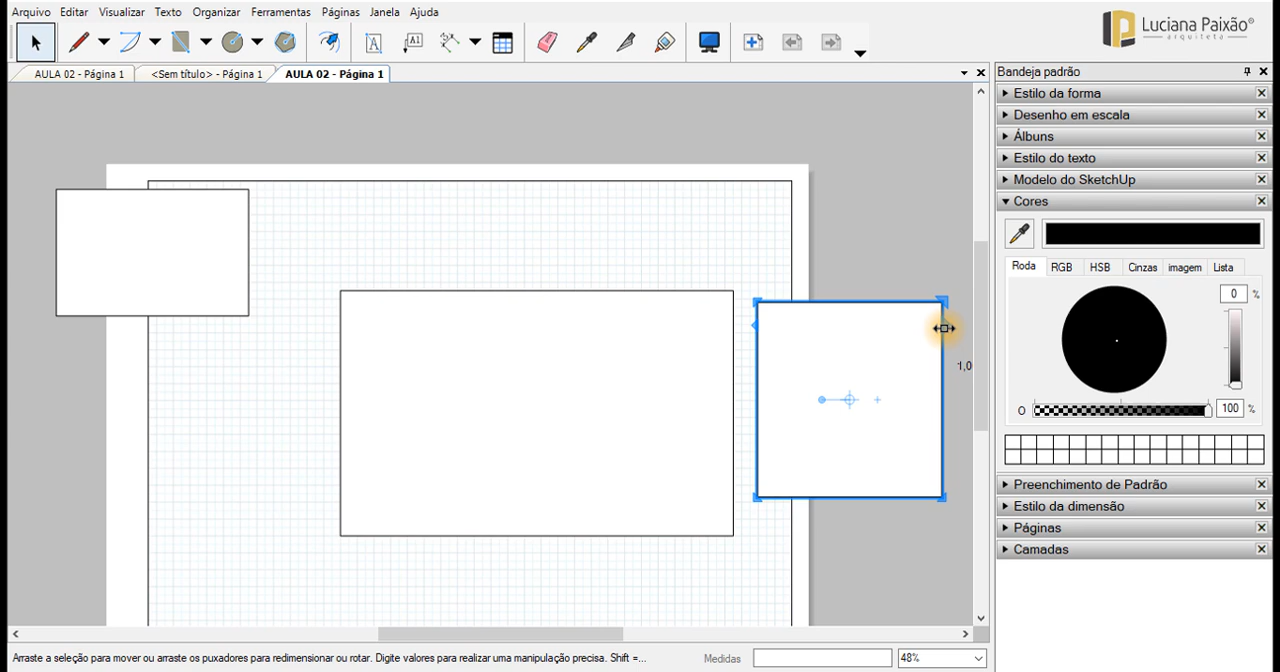 Arquivo Editar Visualizar Texto Organizar Ferramentas Páginas Janela Ajuda
A A1
Luciana Paixão®
arquiteta
AULA 02 - Página 1 <Sem título> - Página 1 AULA 02 - Página 1
Bandeja padrão
Estilo da forma
Desenho em escala
Álbuns
Estilo do texto
Modelo do SketchUp
Cores
Roda RGB HSB Cinzas imagem Lista
0 %
1,0
O 100 %
Preenchimento de Padrão
Estilo da dimensão
Páginas
Camadas
Arraste a seleção para mover ou arraste os puxadores para redimensionar ou rotar. Digite valores para realizar uma manipulação precisa. Shift =... Medidas 48%